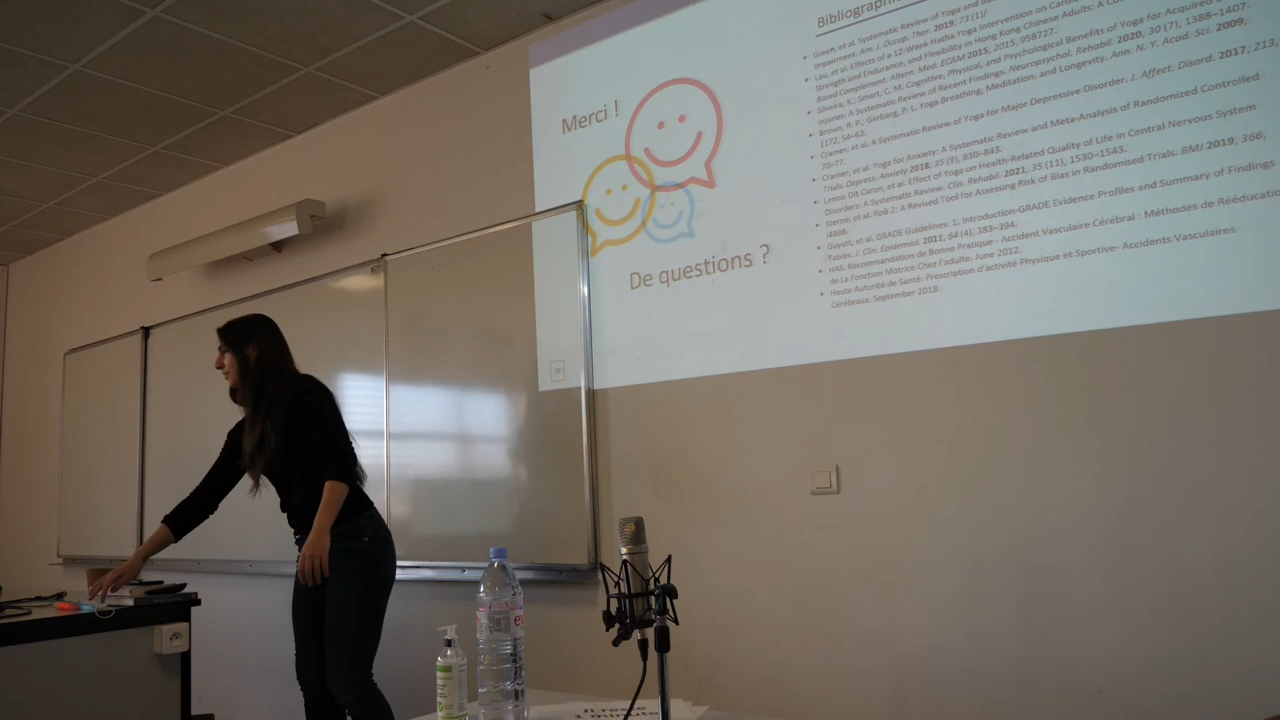 Merci !
De questions ?
Bibliographie
Green, et al. Systematic Review of Yoga and
Impairment. Am. J. Occup. Ther. 2019, 73 (1)/
Lau, et al. Effects of a 12-Week Hatha Yoga Intervention on
Strength and Endurance, and Flexibility in Hong Kong Chinese Adults: A
Based Complement. Altern. Med. ECAM 2015, 2015, 958727.
Silveira, K.; Smart, C. M. Cognitive, Physical, and Psychological Benefits of Yoga for Acquired
Injuries: A Systematic Review of Recent Findings. Neuropsychol. Rehabil. 2020, 30 (7), 1388–1407.
Brown, R. P.; Gerbarg, P. L. Yoga Breathing, Meditation, and Longevity. Ann. N. Y. Acad. Sci. 2009,
1172, 54–62.
Cramer, et al. A Systematic Review of Yoga for Major Depressive Disorder. J. Affect. Disord. 2017, 213,
70–77.
Cramer, et al. Yoga for Anxiety: A Systematic Review and Meta-Analysis of Randomized Controlled
Trials. Depress. Anxiety 2018, 35 (9), 830–843.
Lenoir Dit Caron, et al. Effect of Yoga on Health-Related Quality of Life in Central Nervous System
Disorders: A Systematic Review. Clin. Rehabil. 2021, 35 (11), 1530–1543.
Sterne, et al. RoB 2: A Revised Tool for Assessing Risk of Bias in Randomised Trials. BMJ 2019, 366,
l4898.
Guyatt, et al. GRADE Guidelines: 1. Introduction-GRADE Evidence Profiles and Summary of Findings
Tables. J. Clin. Epidemiol. 2011, 64 (4), 383–394.
HAS. Recommandation de Bonne Pratique - Accident Vasculaire Cérébral : Méthodes de Rééducatio
de La Fonction Motrice Chez l'adulte. June 2012.
Haute Autorité de Santé. Prescription d'activité Physique et Sportive- Accidents Vasculaires
Cérébraux. September 2018.
Il reste
1 minute